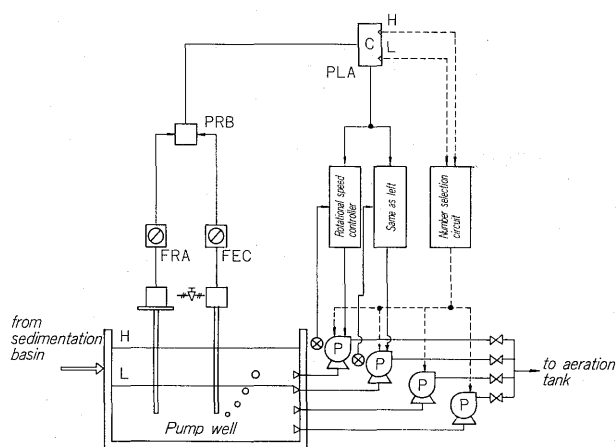 H
C
L
PLA
PRB
Rotational speed
controller
Same as left
Number selection
circuit
FRA
FEC
from
sedimentation
basin
H
L
P
P
P
P
to aeration
tank
Pump well